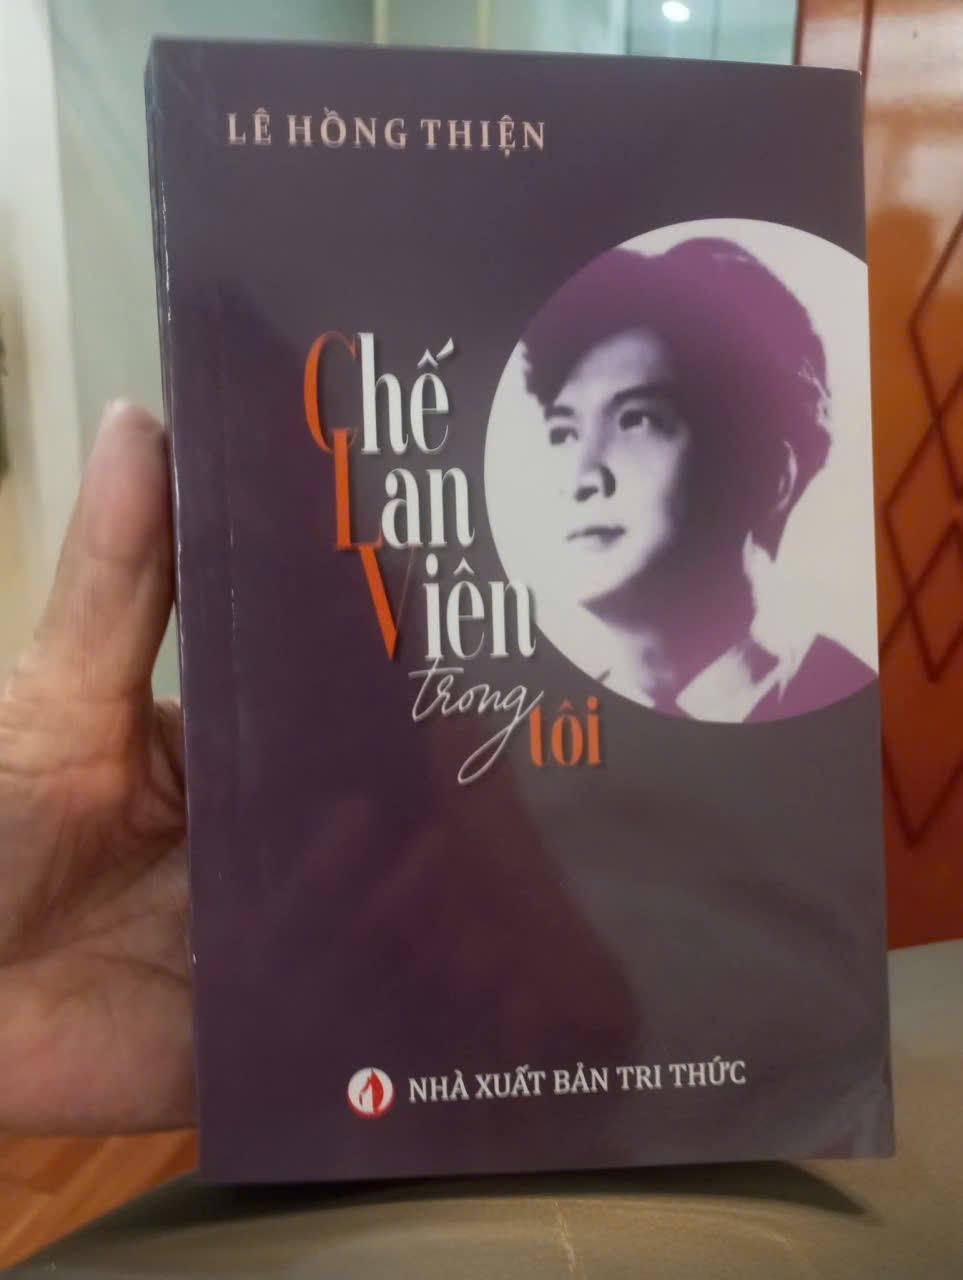 LÊ HỒNG THIỆN
Chế
Lan
Viên
trong
tôi
NHÀ XUẤT BẢN TRI THỨC